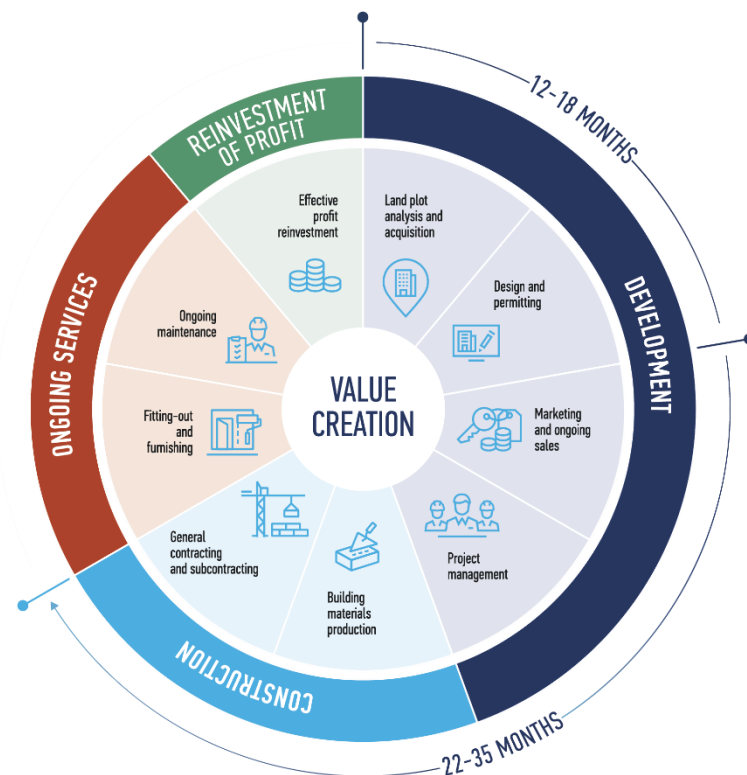 12-18 MONTHS
REINVESTMENT
OF PROFIT
DEVELOPMENT
ONGOING SERVICES
CONSTRUCTION
22-35 MONTHS
VALUE
CREATION
Land plot
analysis and
acquisition
Design and
permitting
Marketing
and ongoing
sales
Project
management
Building
materials
production
General
contracting
and subcontracting
Fitting-out
and
furnishing
Ongoing
maintenance
Effective
profit
reinvestment